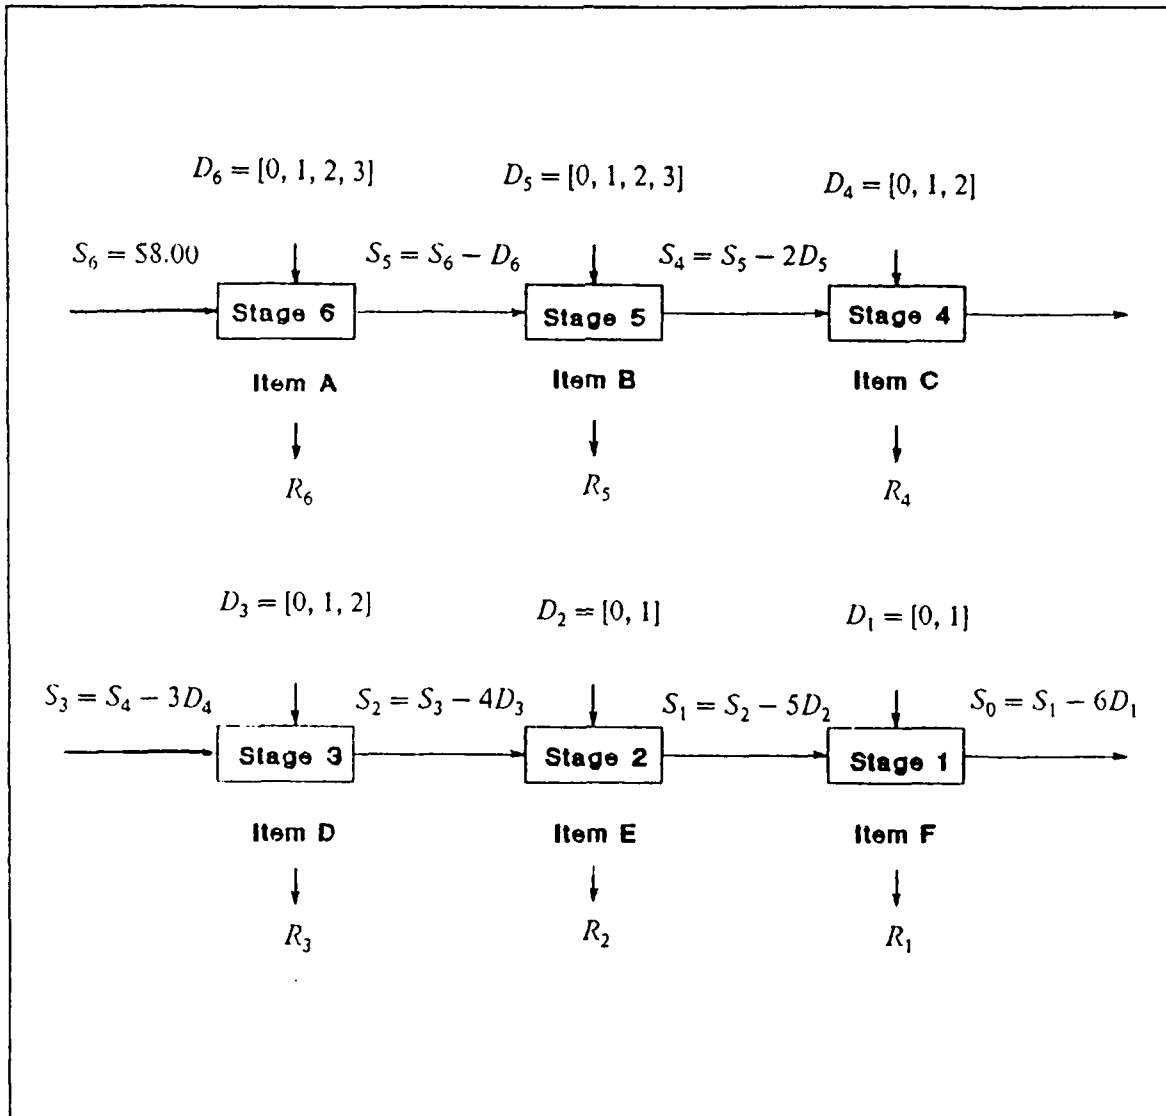 D₆ = [0, 1, 2, 3]
D₅ = [0, 1, 2, 3]
D₄ = [0, 1, 2]
S₆ = $8.00
S₅ = S₆ − D₆
S₄ = S₅ − 2D₅
Stage 6
Stage 5
Stage 4
Item A
Item B
Item C
R₆
R₅
R₄
D₃ = [0, 1, 2]
D₂ = [0, 1]
D₁ = [0, 1]
S₃ = S₄ − 3D₄
S₂ = S₃ − 4D₃
S₁ = S₂ − 5D₂
S₀ = S₁ − 6D₁
Stage 3
Stage 2
Stage 1
Item D
Item E
Item F
R₃
R₂
R₁